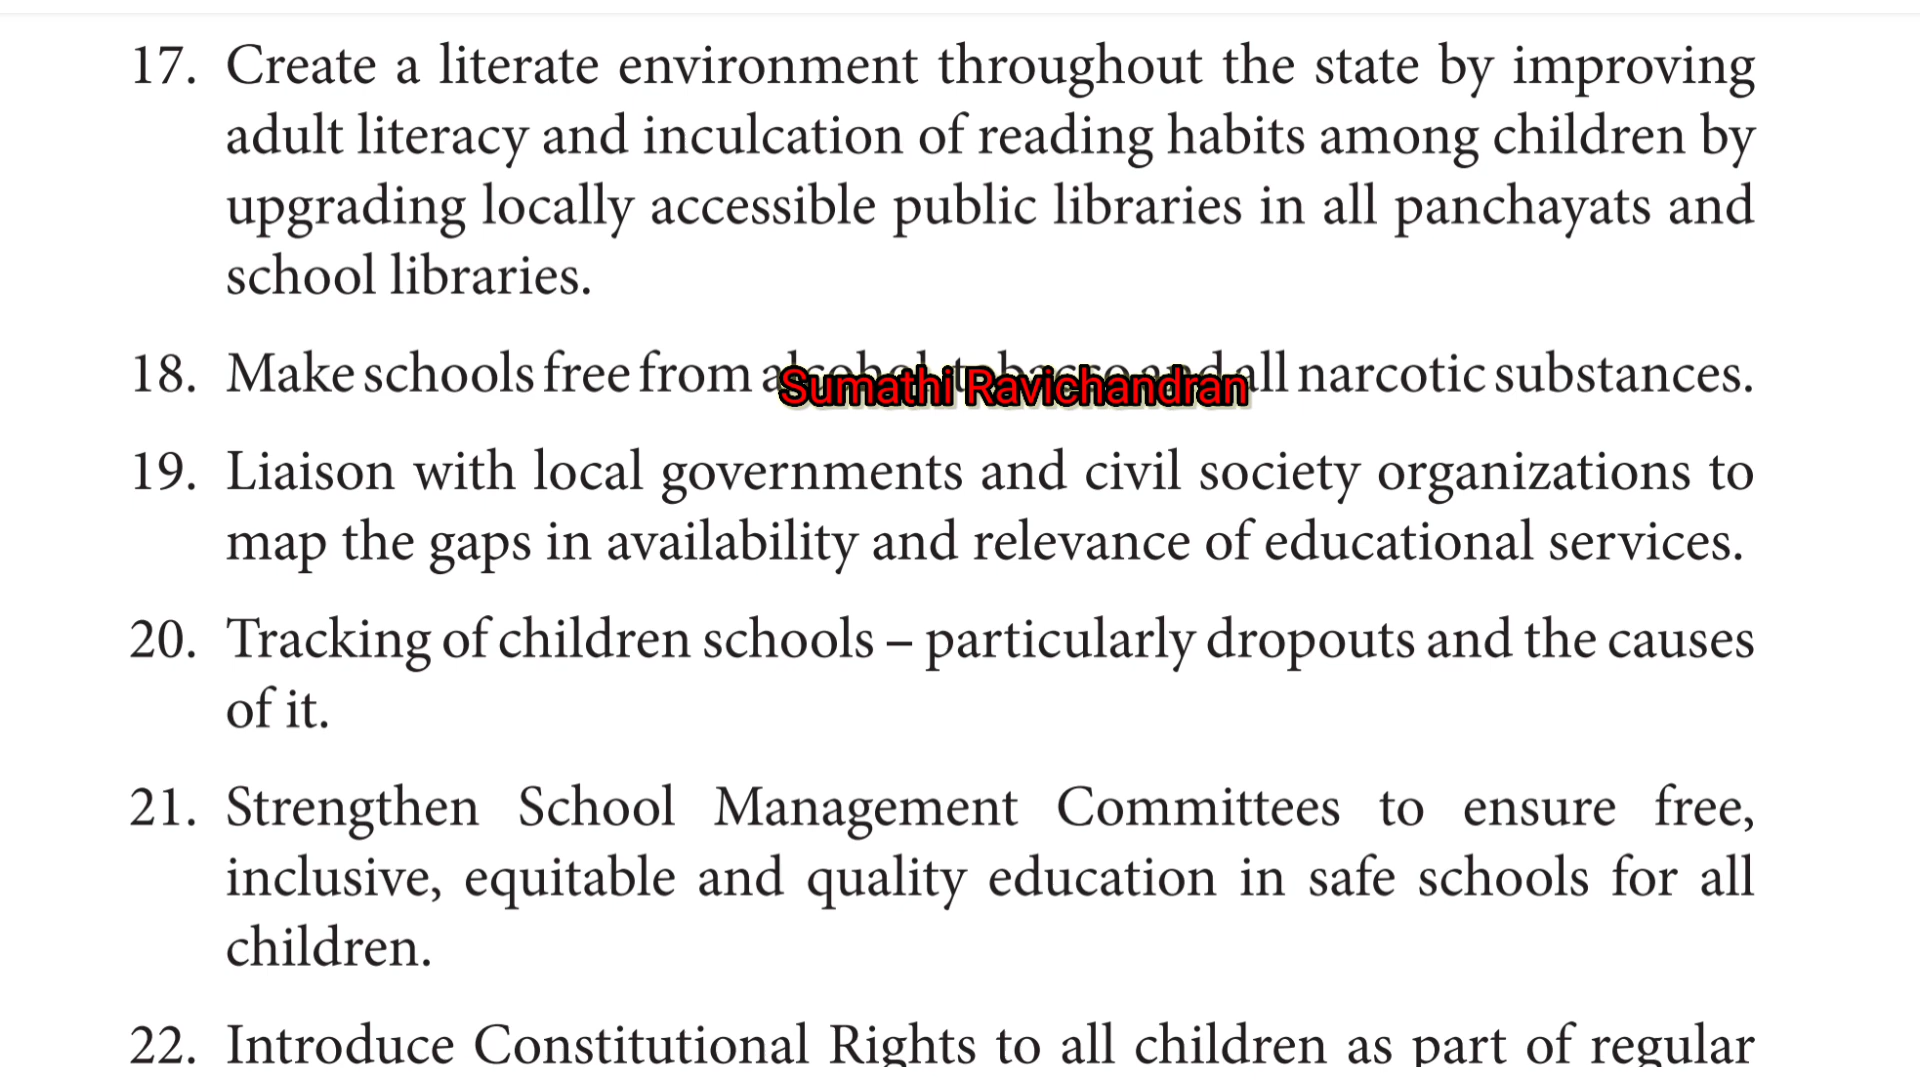 17. Create a literate environment throughout the state by improving
adult literacy and inculcation of reading habits among children by
upgrading locally accessible public libraries in all panchayats and
school libraries.
18. Make schools free from all narcotic substances.
Sumathi Ravichandran
19. Liaison with local governments and civil society organizations to
map the gaps in availability and relevance of educational services.
20. Tracking of children schools – particularly dropouts and the causes
of it.
21. Strengthen School Management Committees to ensure free,
inclusive, equitable and quality education in safe schools for all
children.
22. Introduce Constitutional Rights to all children as part of regular